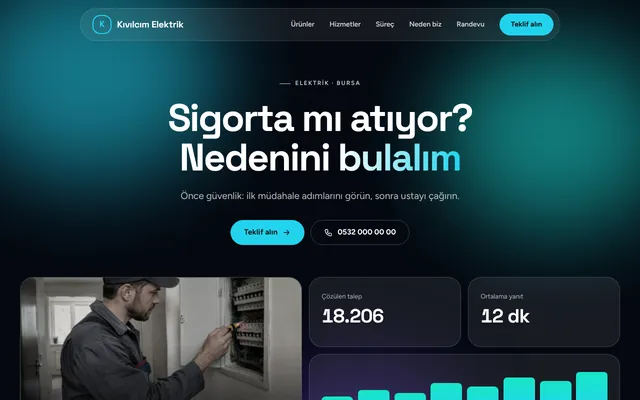 K Kıvılcım Elektrik
Ürünler Hizmetler Süreç Neden biz Randevu Teklif alın
ELEKTRİK · BURSA
Sigorta mı atıyor?
Nedenini bulalım
Önce güvenlik: ilk müdahale adımlarını görün, sonra ustayı çağırın.
Teklif alın → 0532 000 00 00
Çözülen talep
18.206
Ortalama yanıt
12 dk